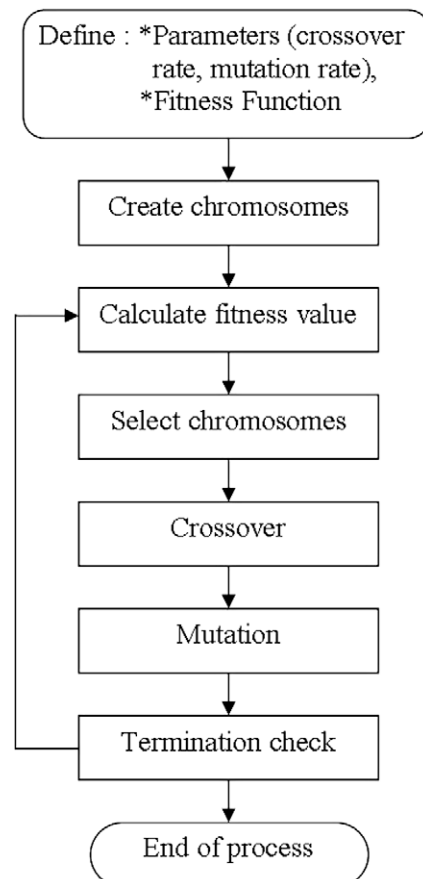 Define : *Parameters (crossover
rate, mutation rate),
*Fitness Function
Create chromosomes
Calculate fitness value
Select chromosomes
Crossover
Mutation
Termination check
End of process